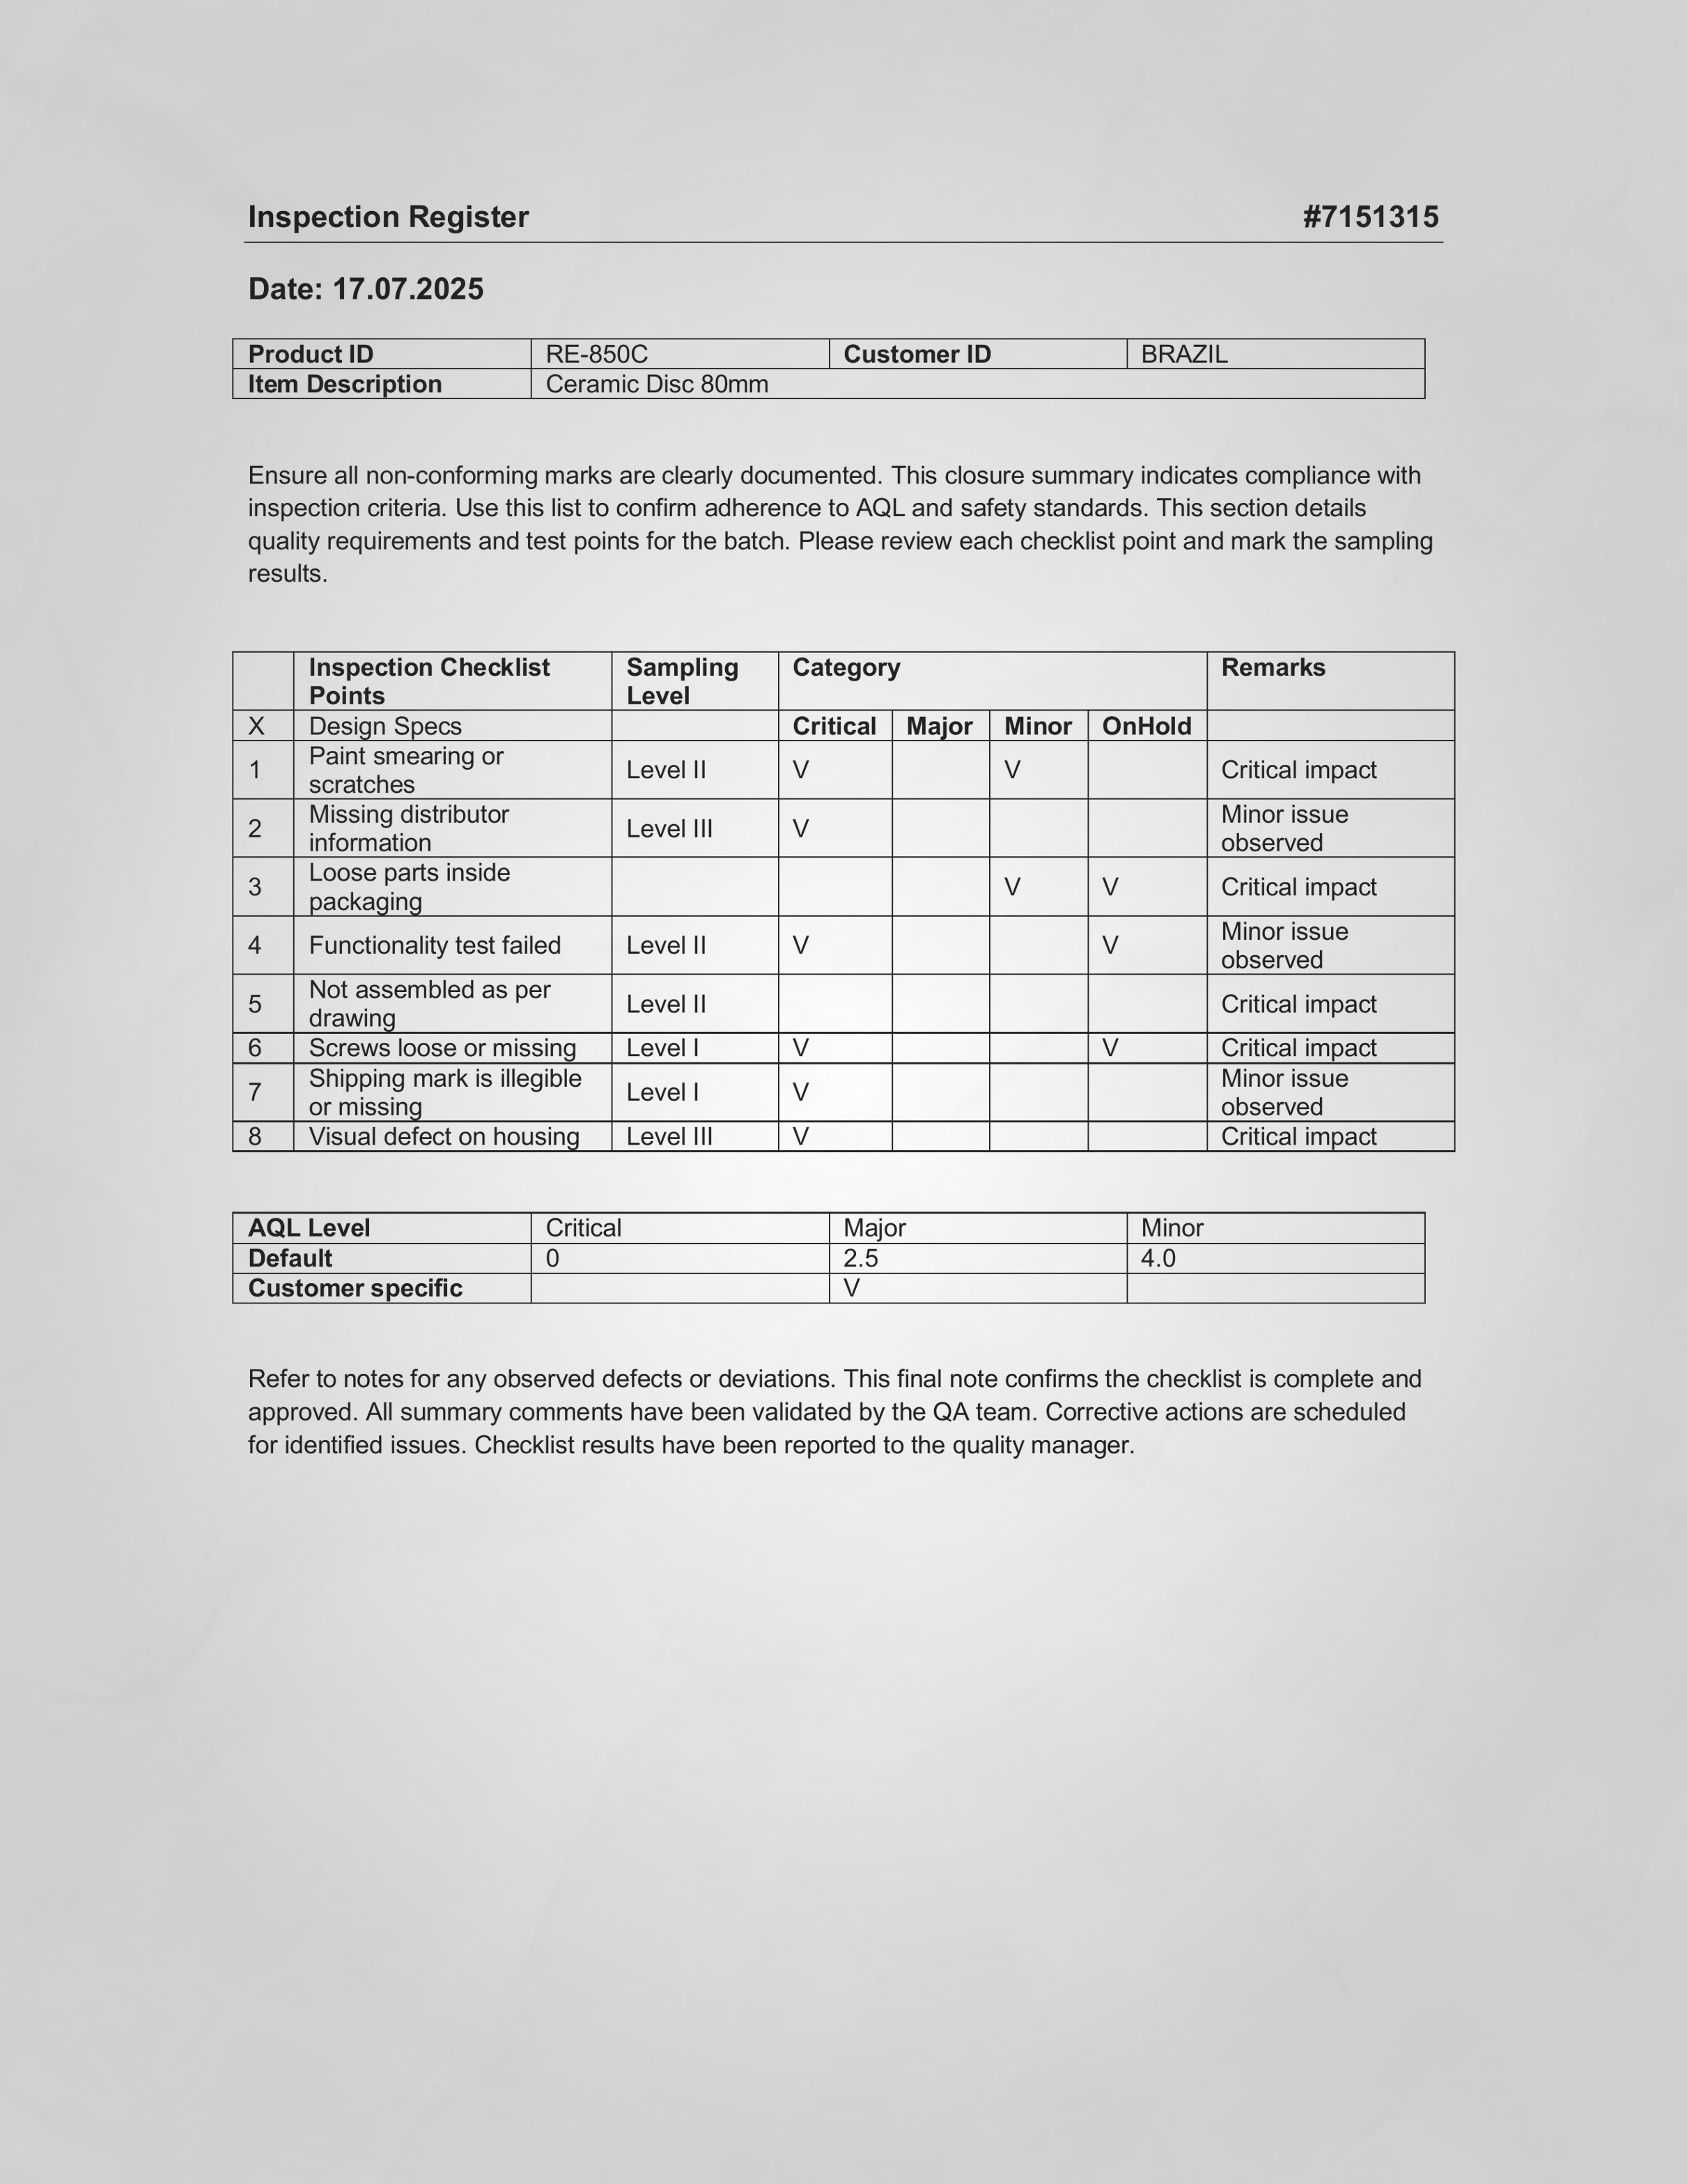 Inspection Register #7151315
Date: 17.07.2025
Product ID RE-850C Customer ID BRAZIL
Item Description Ceramic Disc 80mm
Ensure all non-conforming marks are clearly documented. This closure summary indicates compliance with
inspection criteria. Use this list to confirm adherence to AQL and safety standards. This section details
quality requirements and test points for the batch. Please review each checklist point and mark the sampling
results.
Inspection Checklist Points Sampling Level Category Remarks
X Design Specs Critical Major Minor OnHold
1 Paint smearing or scratches Level II V V Critical impact
2 Missing distributor information Level III V Minor issue observed
3 Loose parts inside packaging V V Critical impact
4 Functionality test failed Level II V V Minor issue observed
5 Not assembled as per drawing Level II Critical impact
6 Screws loose or missing Level I V V Critical impact
7 Shipping mark is illegible or missing Level I V Minor issue observed
8 Visual defect on housing Level III V Critical impact
AQL Level Critical Major Minor
Default 0 2.5 4.0
Customer specific V
Refer to notes for any observed defects or deviations. This final note confirms the checklist is complete and
approved. All summary comments have been validated by the QA team. Corrective actions are scheduled
for identified issues. Checklist results have been reported to the quality manager.